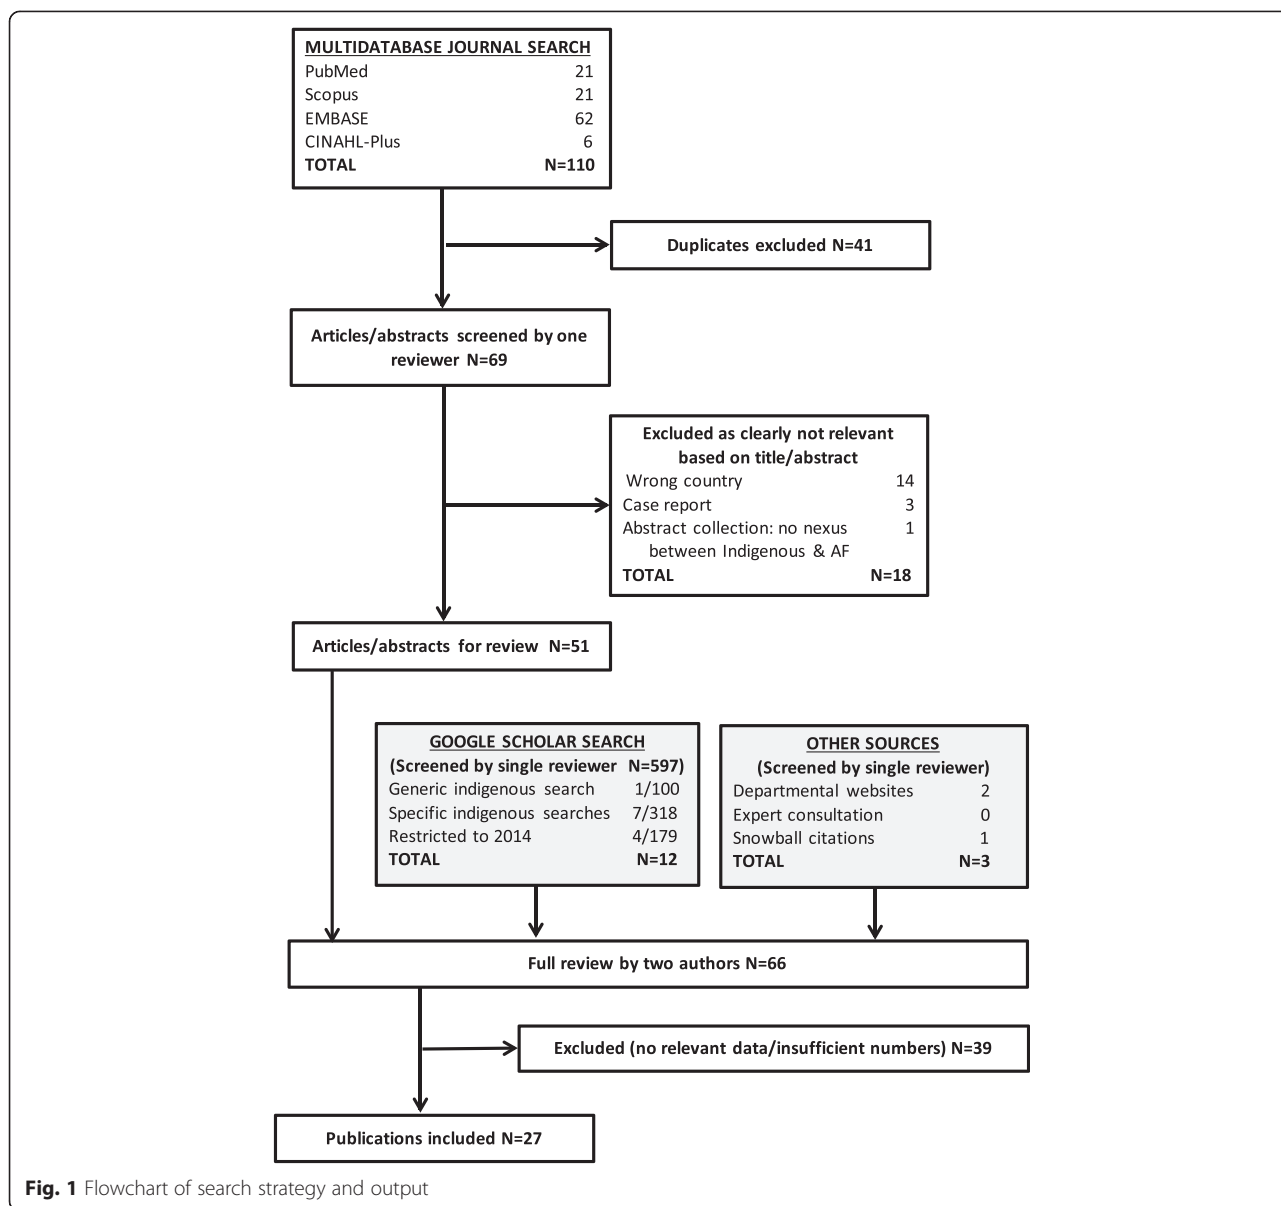 MULTIDATABASE JOURNAL SEARCH
PubMed 21
Scopus 21
EMBASE 62
CINAHL-Plus 6
TOTAL N=110
Duplicates excluded N=41
Articles/abstracts screened by one
reviewer N=69
Excluded as clearly not relevant
based on title/abstract
Wrong country 14
Case report 3
Abstract collection: no nexus 1
between Indigenous & AF
TOTAL N=18
Articles/abstracts for review N=51
GOOGLE SCHOLAR SEARCH
(Screened by single reviewer N=597)
Generic indigenous search 1/100
Specific indigenous searches 7/318
Restricted to 2014 4/179
TOTAL N=12
OTHER SOURCES
(Screened by single reviewer)
Departmental websites 2
Expert consultation 0
Snowball citations 1
TOTAL N=3
Full review by two authors N=66
Excluded (no relevant data/insufficient numbers) N=39
Publications included N=27
Fig. 1 Flowchart of search strategy and output